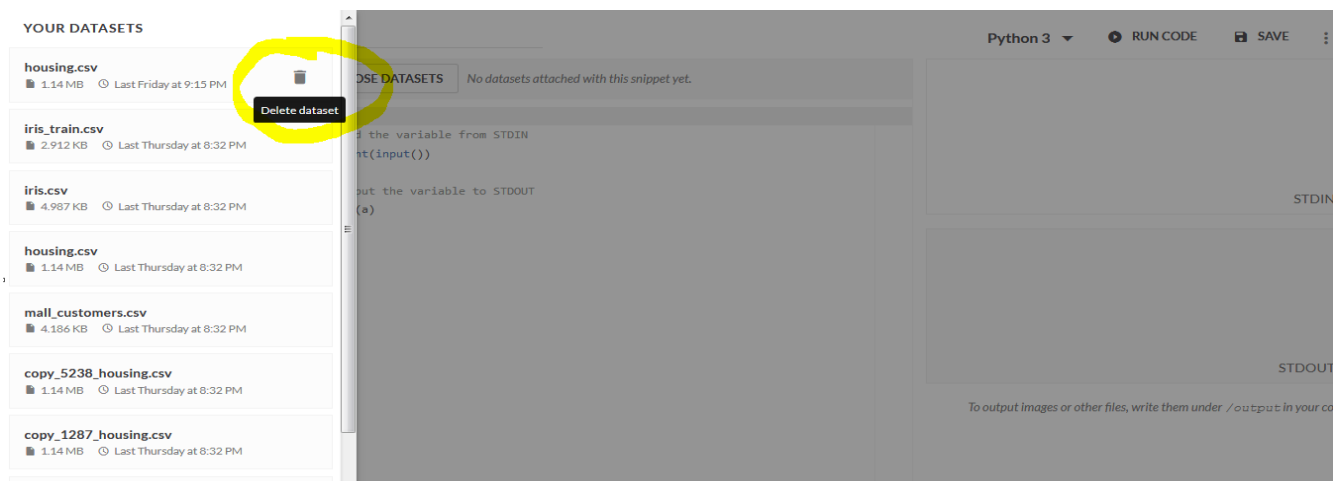 YOUR DATASETS
housing.csv
1.14 MB Last Friday at 9:15 PM
Delete dataset
iris_train.csv
2.912 KB Last Thursday at 8:32 PM
iris.csv
4.987 KB Last Thursday at 8:32 PM
housing.csv
1.14 MB Last Thursday at 8:32 PM
mall_customers.csv
4.186 KB Last Thursday at 8:32 PM
copy_5238_housing.csv
1.14 MB Last Thursday at 8:32 PM
copy_1287_housing.csv
1.14 MB Last Thursday at 8:32 PM
Python 3 RUN CODE SAVE
OSE DATASETS No datasets attached with this snippet yet.
d the variable from STDIN
nt(input())
put the variable to STDOUT
(a)
STDIN
STDOUT
To output images or other files, write them under /output in your co